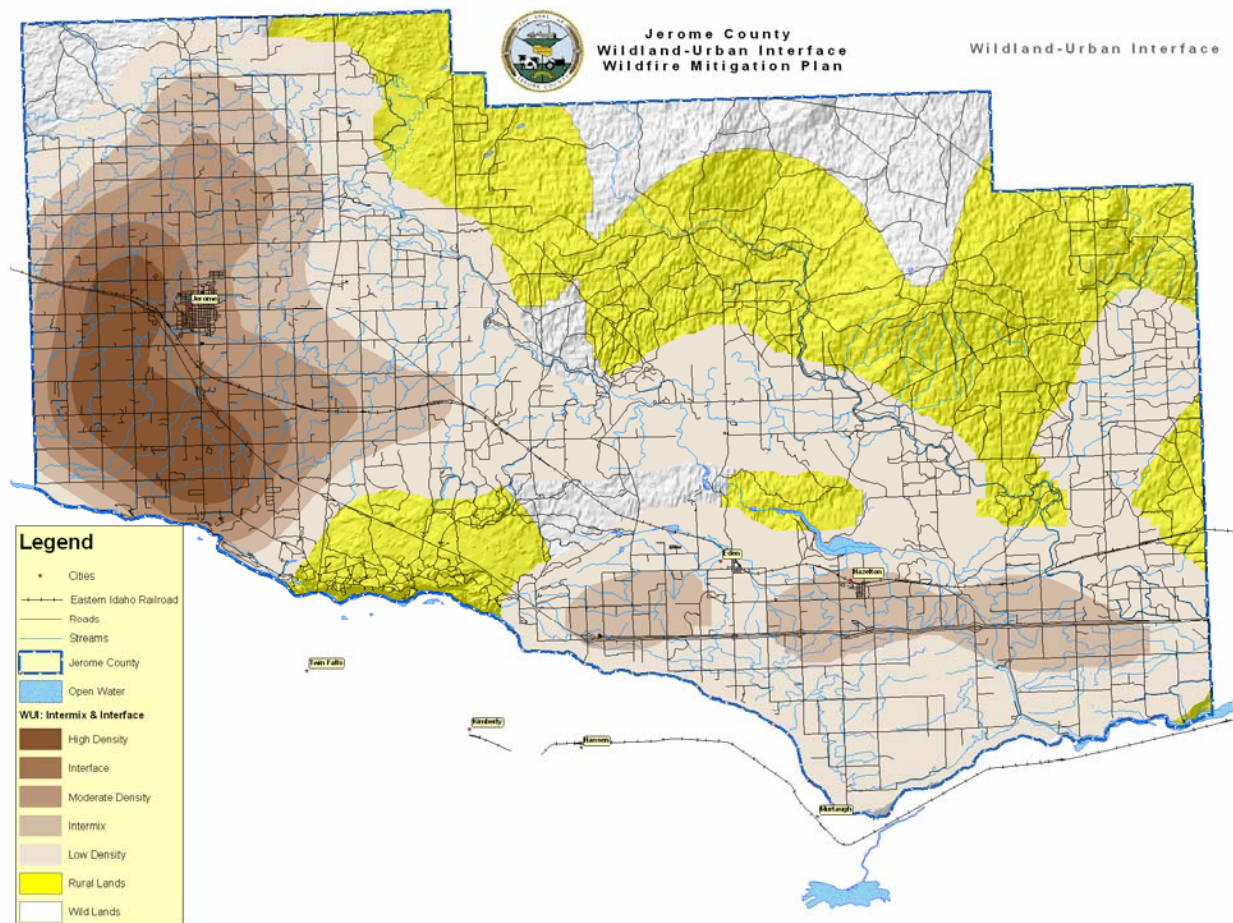 Jerome County
Wildland-Urban Interface
Wildfire Mitigation Plan
Wildland-Urban Interface
JEROME COUNTY
Jerome
Eden
Hazelton
Twin Falls
Kimberly
Hansen
Murtaugh
Legend
Cities
Eastern Idaho Railroad
Roads
Streams
Jerome County
Open Water
WUI: Intermix & Interface
High Density
Interface
Moderate Density
Intermix
Low Density
Rural Lands
Wild Lands